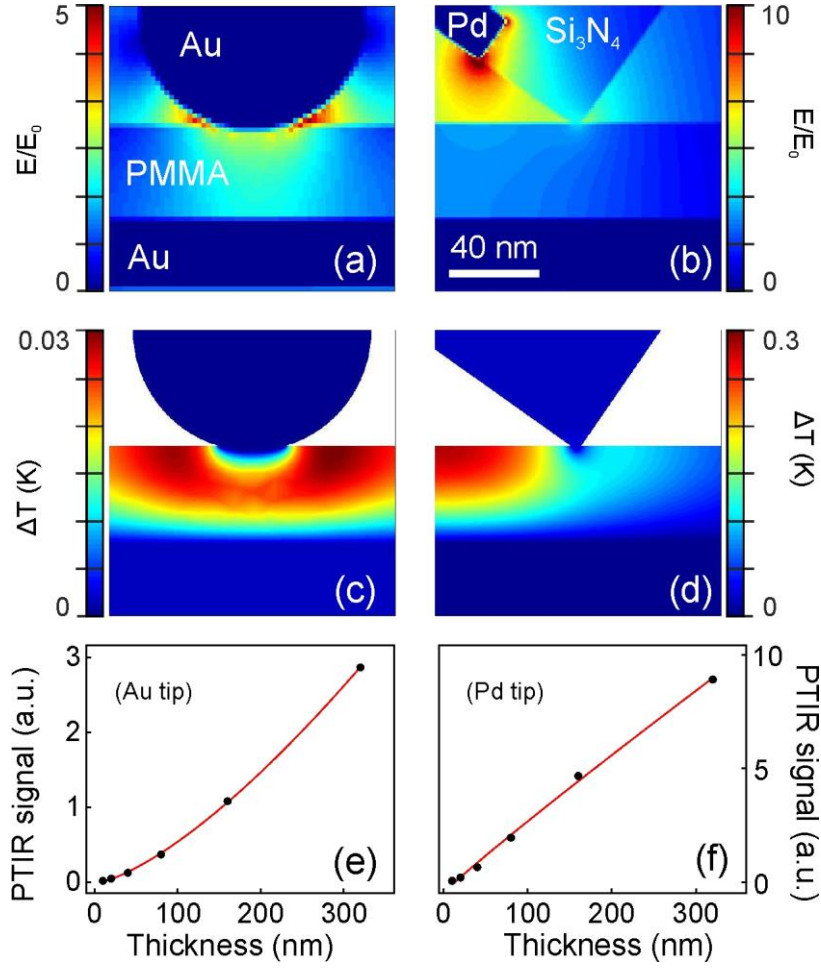 5
E/E₀
0
Au
PMMA
Au
(a)
Pd
Si₃N₄
40 nm
(b)
10
E/E₀
0
0.03
ΔT (K)
0
(c)
(d)
0.3
ΔT (K)
0
3
2
1
0
PTIR signal (a.u.)
(Au tip)
(e)
0 100 200 300
Thickness (nm)
(Pd tip)
(f)
10
5
0
PTIR signal (a.u.)
0 100 200 300
Thickness (nm)